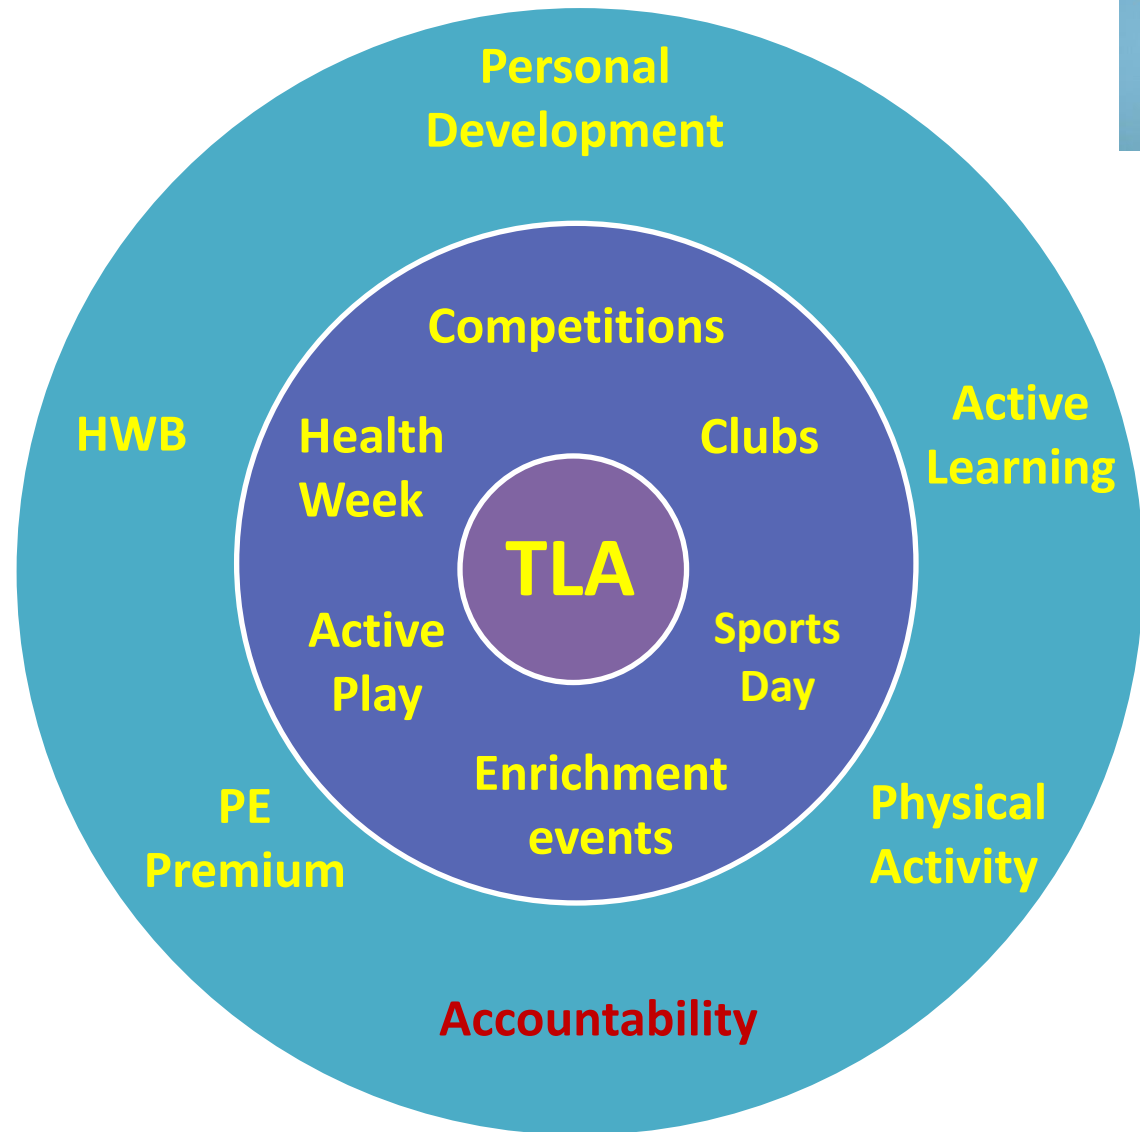 Personal
Development
Competitions
HWB
Health
Week
Clubs
Active
Learning
TLA
Active
Play
Sports
Day
Enrichment
events
PE
Premium
Physical
Activity
Accountability